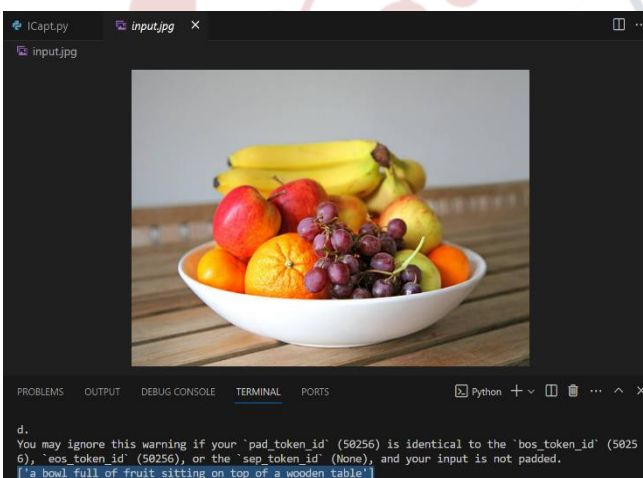 ICapt.py input.jpg
input.jpg
PROBLEMS OUTPUT DEBUG CONSOLE TERMINAL PORTS Python
d.
You may ignore this warning if your `pad_token_id` (50256) is identical to the `bos_token_id` (5025
6), `eos_token_id` (50256), or the `sep_token_id` (None), and your input is not padded.
['a bowl full of fruit sitting on top of a wooden table']